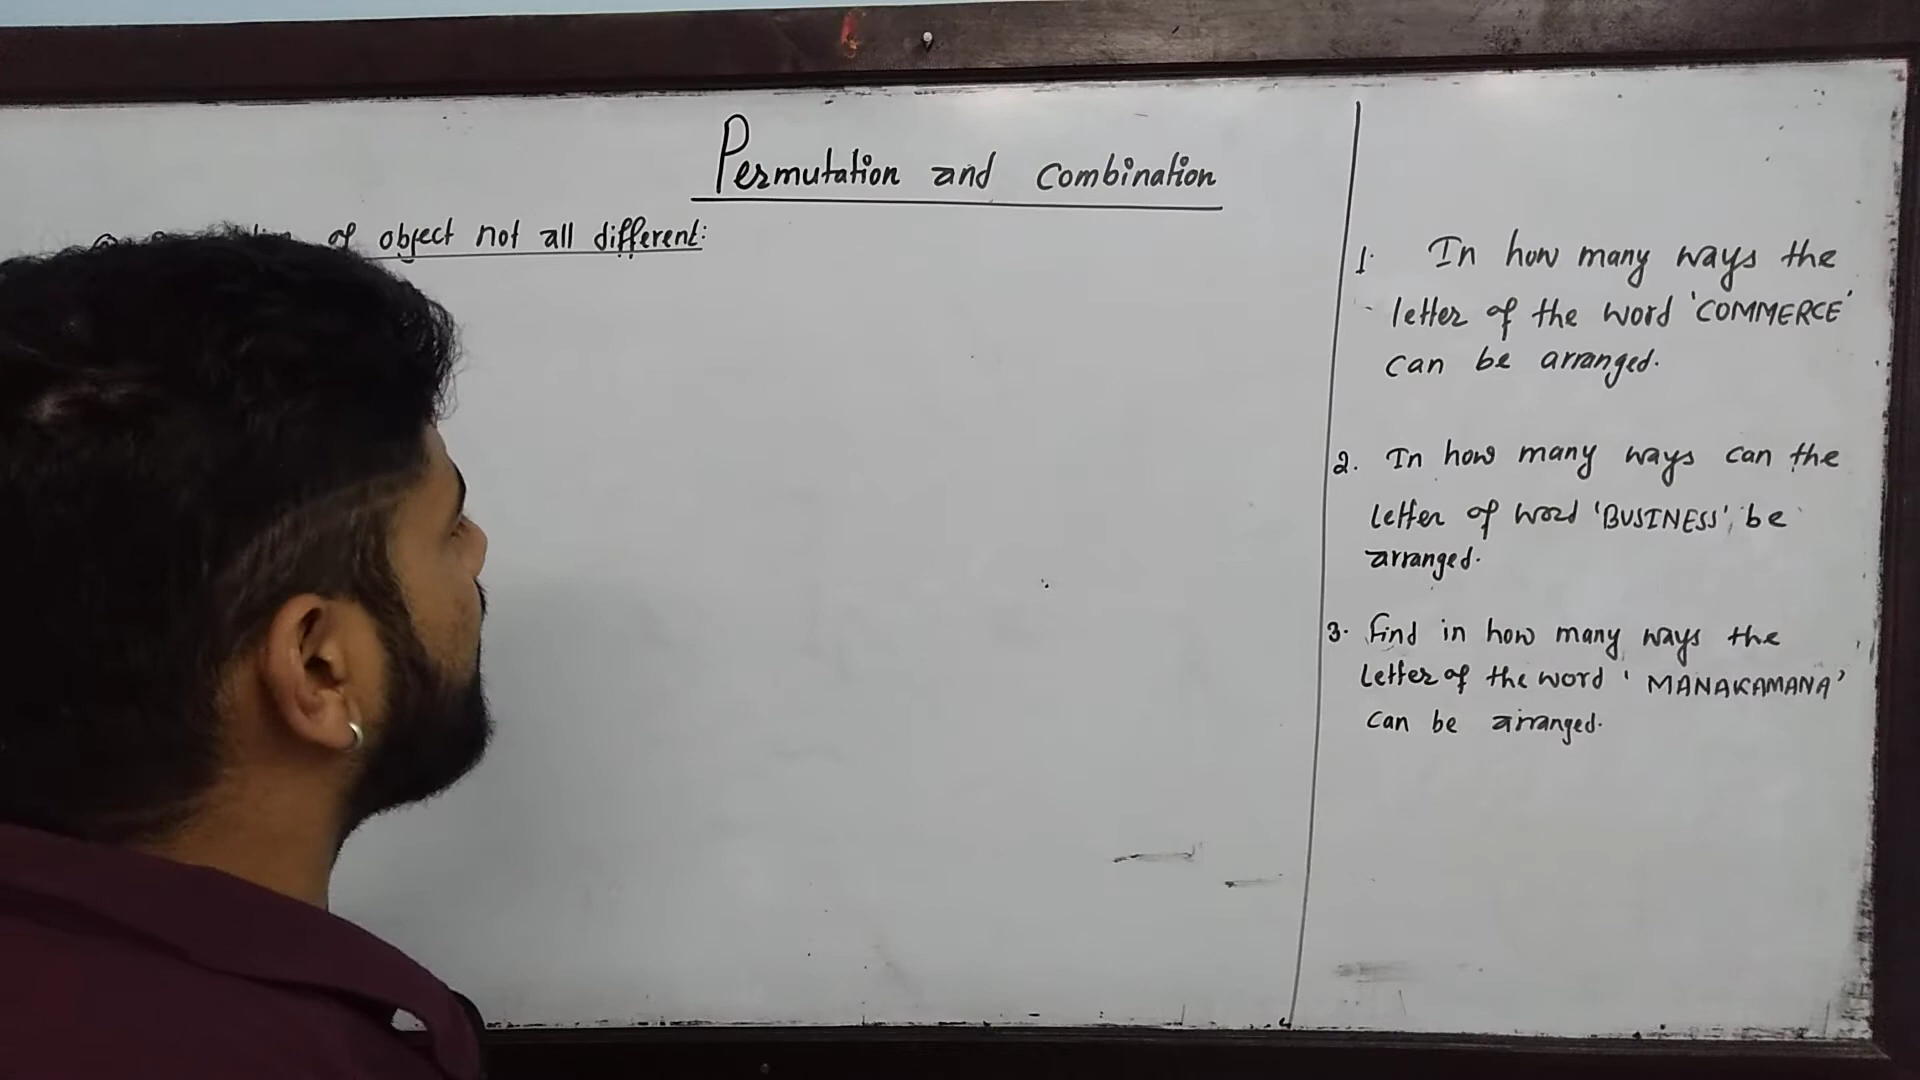 Permutation and combination
of object not all different:
1. In how many ways the
letter of the word 'COMMERCE'
can be arranged.
2. In how many ways can the
letter of word 'BUSINESS', be
arranged.
3. Find in how many ways the
letter of the word 'MANAKAMANA'
can be arranged.